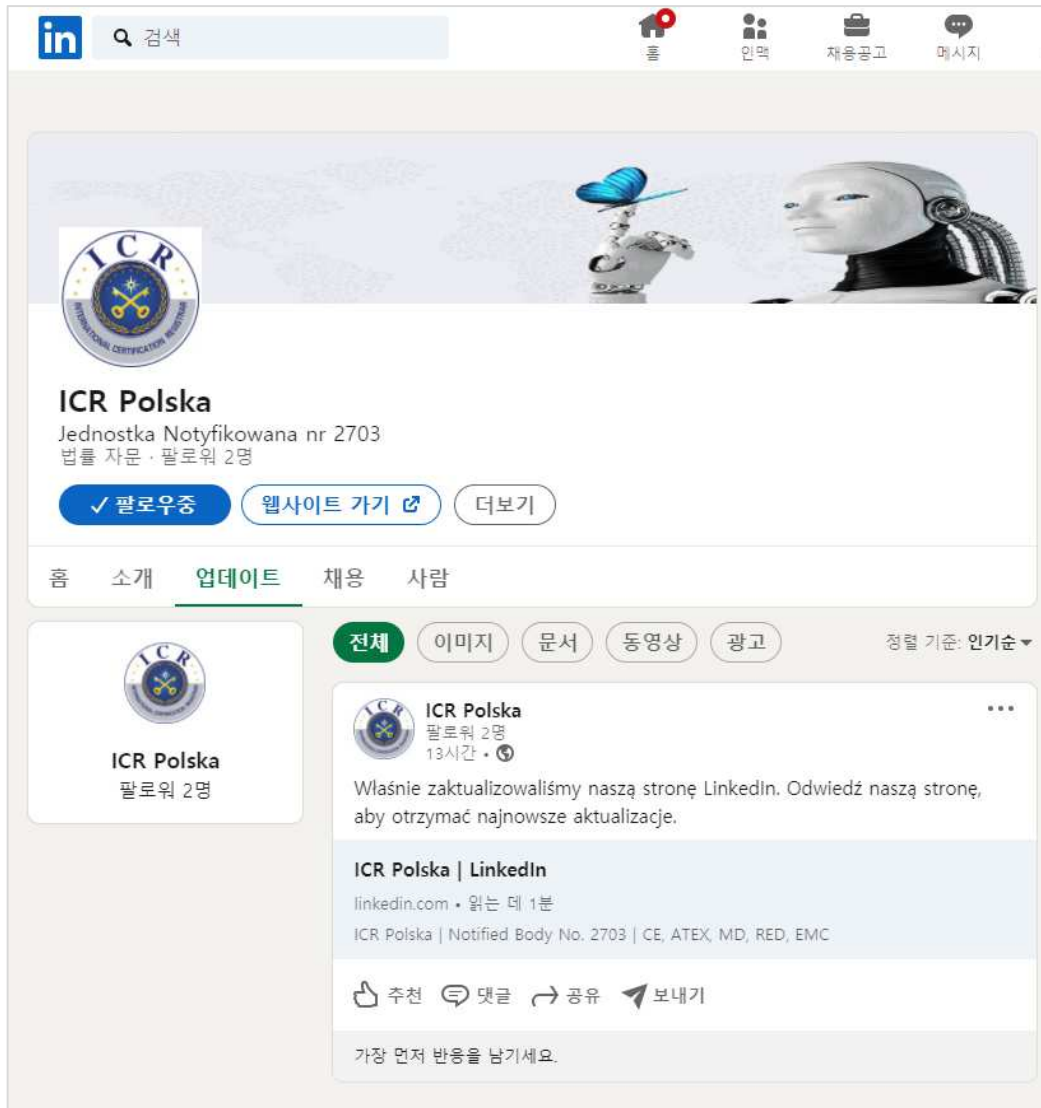 in
검색
홈
인맥
채용공고
메시지
ICR
INTERNATIONAL CERTIFICATION REGISTRAR
ICR Polska
Jednostka Notyfikowana nr 2703
법률 자문 · 팔로워 2명
✓ 팔로우중
웹사이트 가기
더보기
홈 소개 업데이트 채용 사람
ICR
ICR Polska
팔로워 2명
전체 이미지 문서 동영상 광고 정렬 기준: 인기순
ICR
ICR Polska
팔로워 2명
13시간 •
Właśnie zaktualizowaliśmy naszą stronę LinkedIn. Odwiedź naszą stronę,
aby otrzymać najnowsze aktualizacje.
ICR Polska | LinkedIn
linkedin.com • 읽는 데 1분
ICR Polska | Notified Body No. 2703 | CE, ATEX, MD, RED, EMC
추천 댓글 공유 보내기
가장 먼저 반응을 남기세요.